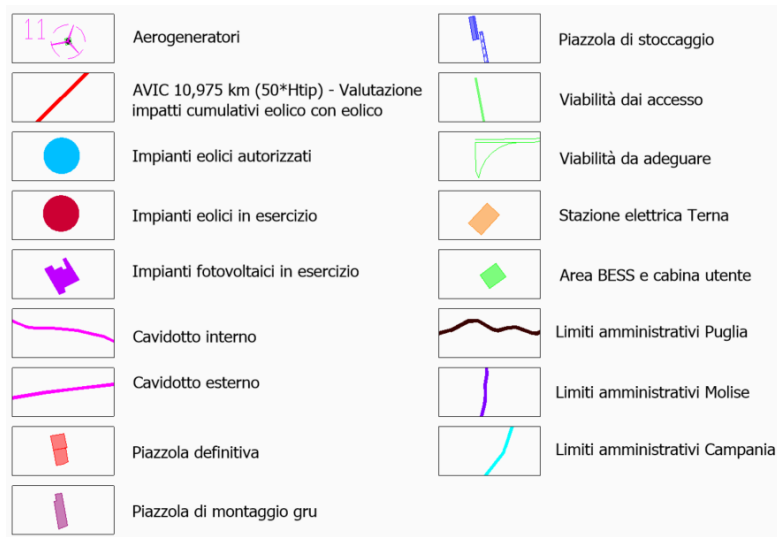 11
Aerogeneratori
AVIC 10,975 km (50*Htip) - Valutazione
impatti cumulativi eolico con eolico
Impianti eolici autorizzati
Impianti eolici in esercizio
Impianti fotovoltaici in esercizio
Cavidotto interno
Cavidotto esterno
Piazzola definitiva
Piazzola di montaggio gru
Piazzola di stoccaggio
Viabilità dai accesso
Viabilità da adeguare
Stazione elettrica Terna
Area BESS e cabina utente
Limiti amministrativi Puglia
Limiti amministrativi Molise
Limiti amministrativi Campania